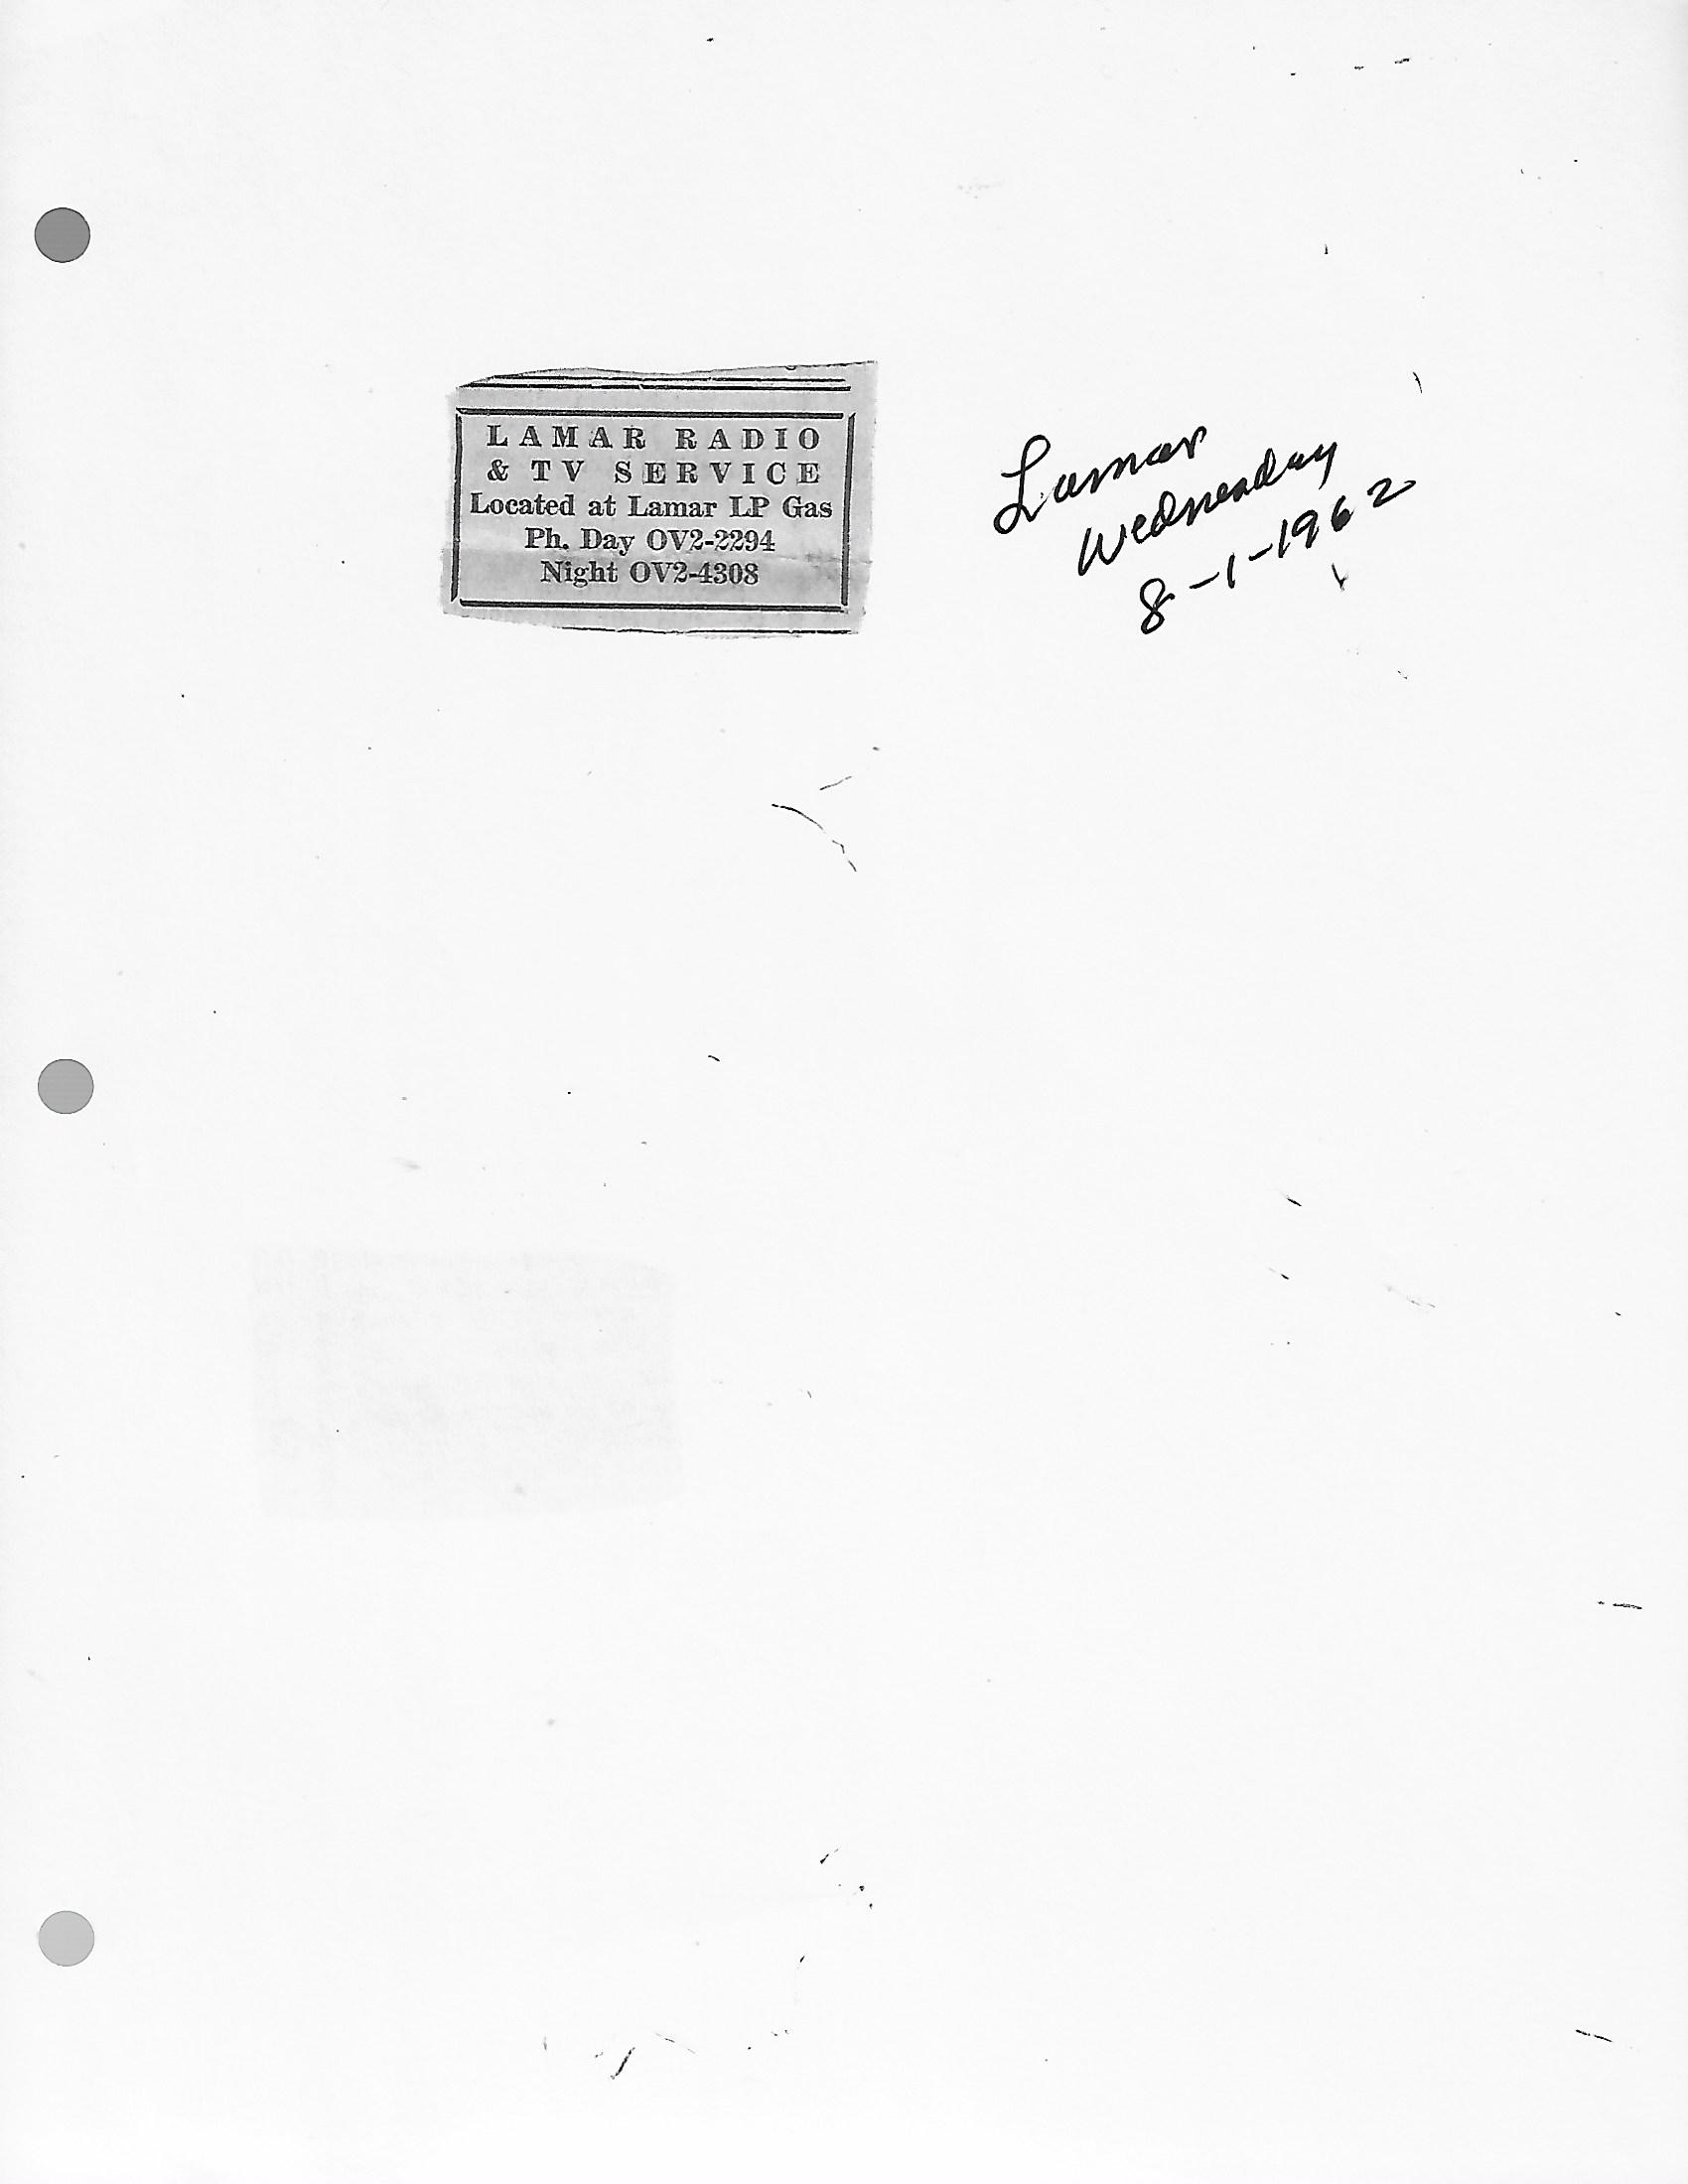 LAMAR RADIO
& TV SERVICE
Located at Lamar LP Gas
Ph. Day OV2-2294
Night OV2-4308
Lamar
Wednesday
8-1-1962